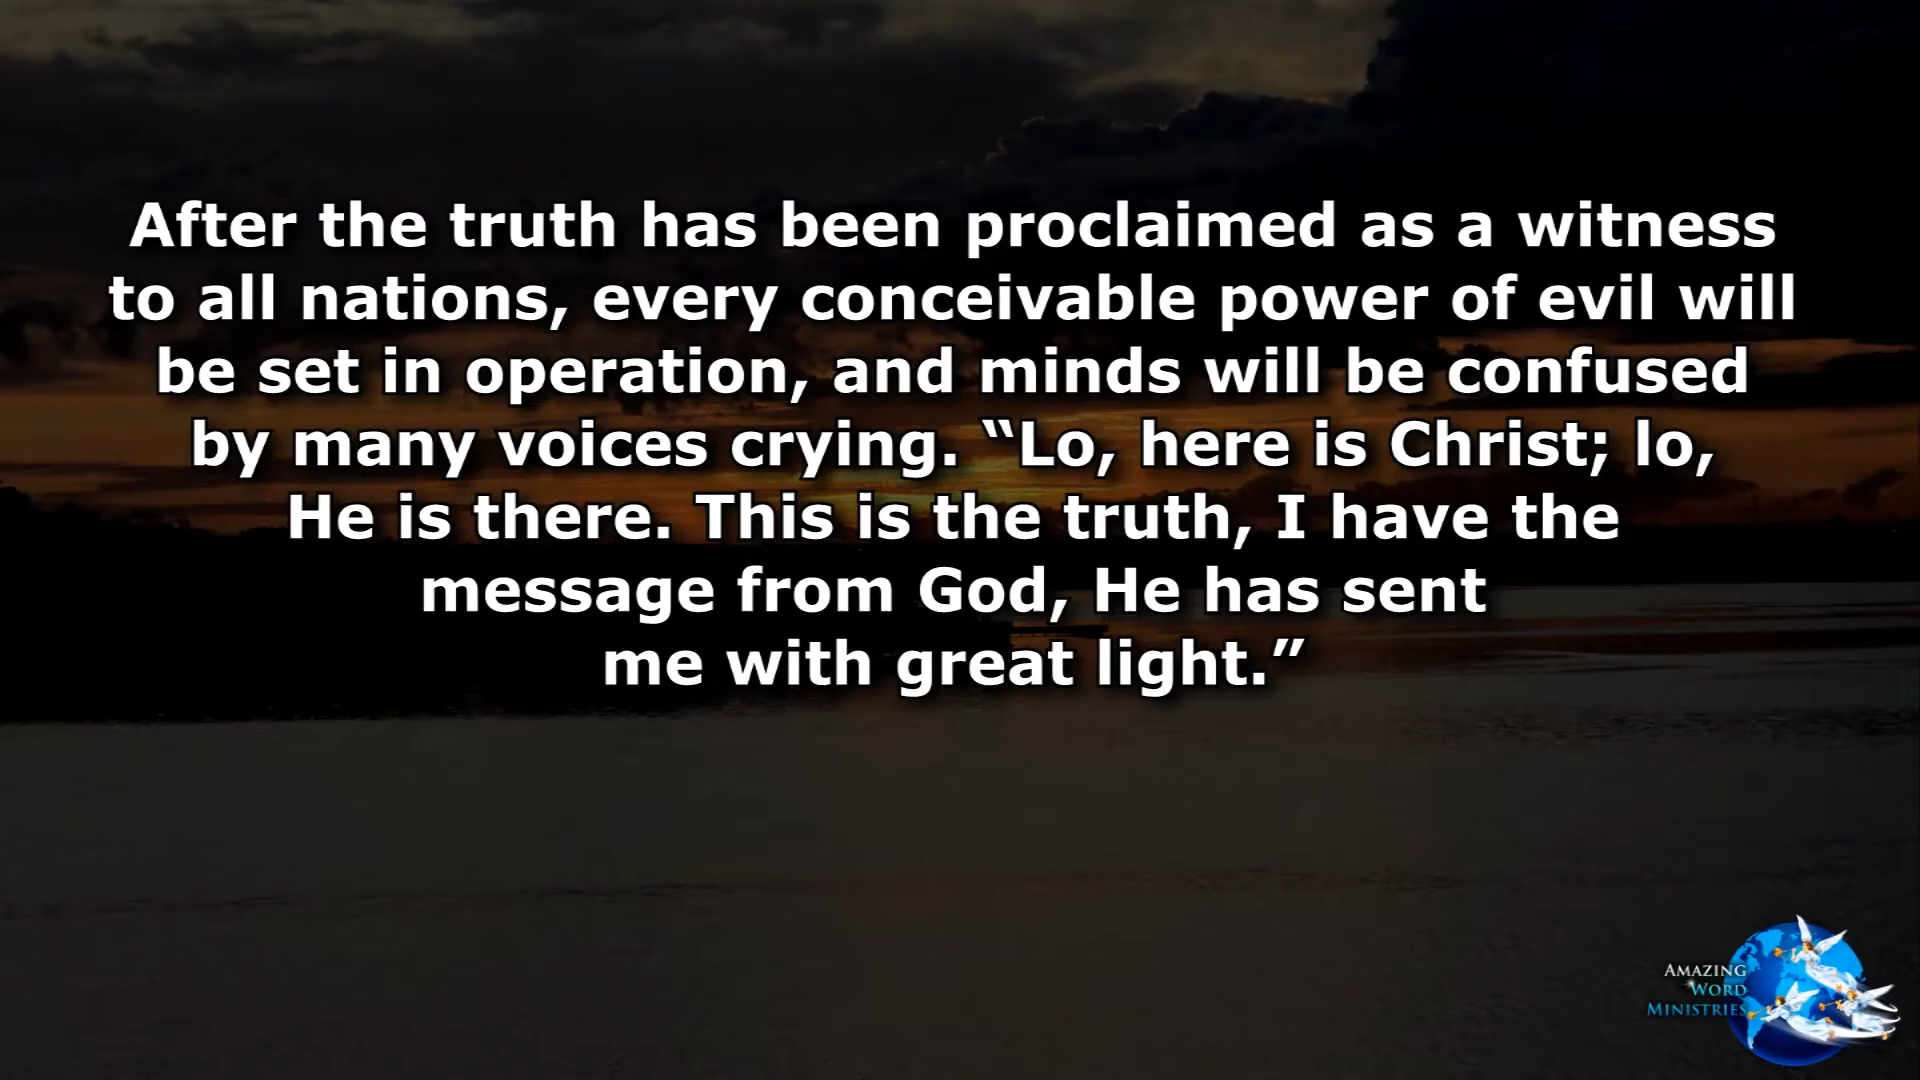 After the truth has been proclaimed as a witness
to all nations, every conceivable power of evil will
be set in operation, and minds will be confused
by many voices crying. “Lo, here is Christ; lo,
He is there. This is the truth, I have the
message from God, He has sent
me with great light.”
AMAZING
WORD
MINISTRIES